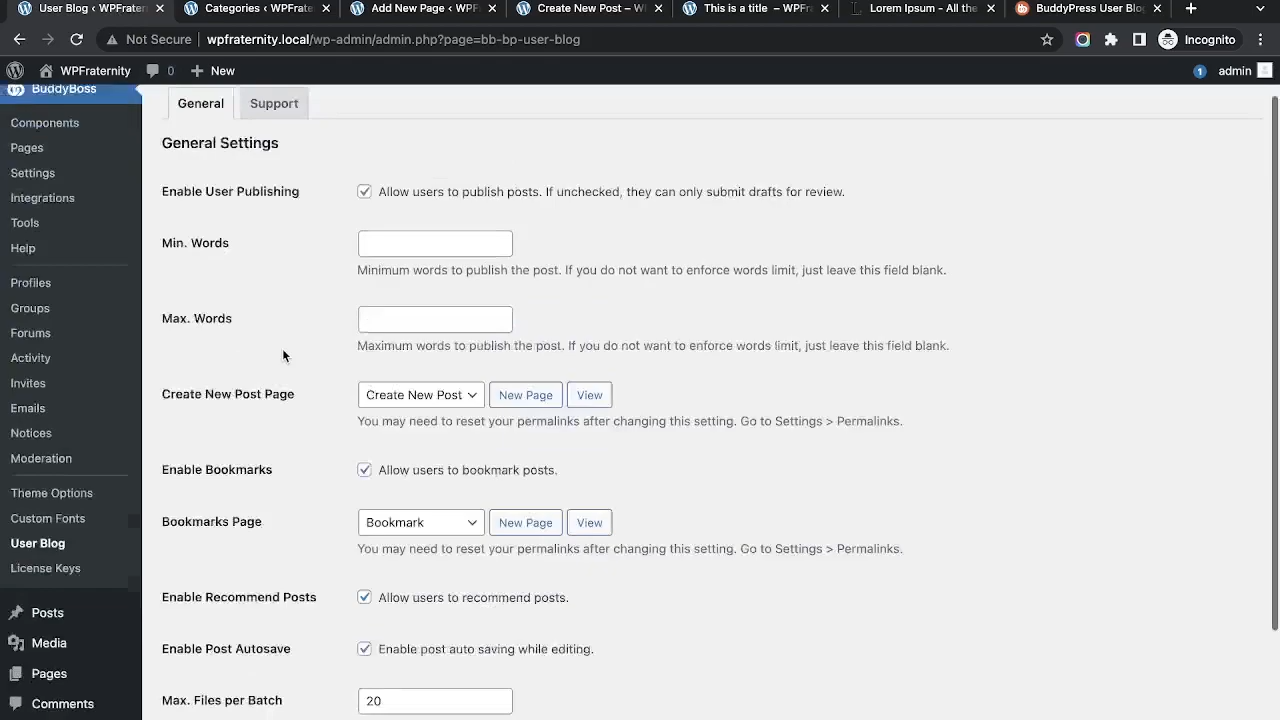 User Blog ‹ WPFratern
Categories ‹ WPFrate
Add New Page ‹ WPF
Create New Post – W
This is a title – WPFr
Lorem Ipsum - All the
BuddyPress User Blog
Not Secure
wpfraternity.local/wp-admin/admin.php?page=bb-bp-user-blog
Incognito
WPFraternity
0
New
1
admin
BuddyBoss
Components
Pages
Settings
Integrations
Tools
Help
Profiles
Groups
Forums
Activity
Invites
Emails
Notices
Moderation
Theme Options
Custom Fonts
User Blog
License Keys
Posts
Media
Pages
Comments
General
Support
General Settings
Enable User Publishing
Allow users to publish posts. If unchecked, they can only submit drafts for review.
Min. Words
Minimum words to publish the post. If you do not want to enforce words limit, just leave this field blank.
Max. Words
Maximum words to publish the post. If you do not want to enforce words limit, just leave this field blank.
Create New Post Page
Create New Post
New Page
View
You may need to reset your permalinks after changing this setting. Go to Settings > Permalinks.
Enable Bookmarks
Allow users to bookmark posts.
Bookmarks Page
Bookmark
New Page
View
You may need to reset your permalinks after changing this setting. Go to Settings > Permalinks.
Enable Recommend Posts
Allow users to recommend posts.
Enable Post Autosave
Enable post auto saving while editing.
Max. Files per Batch
20